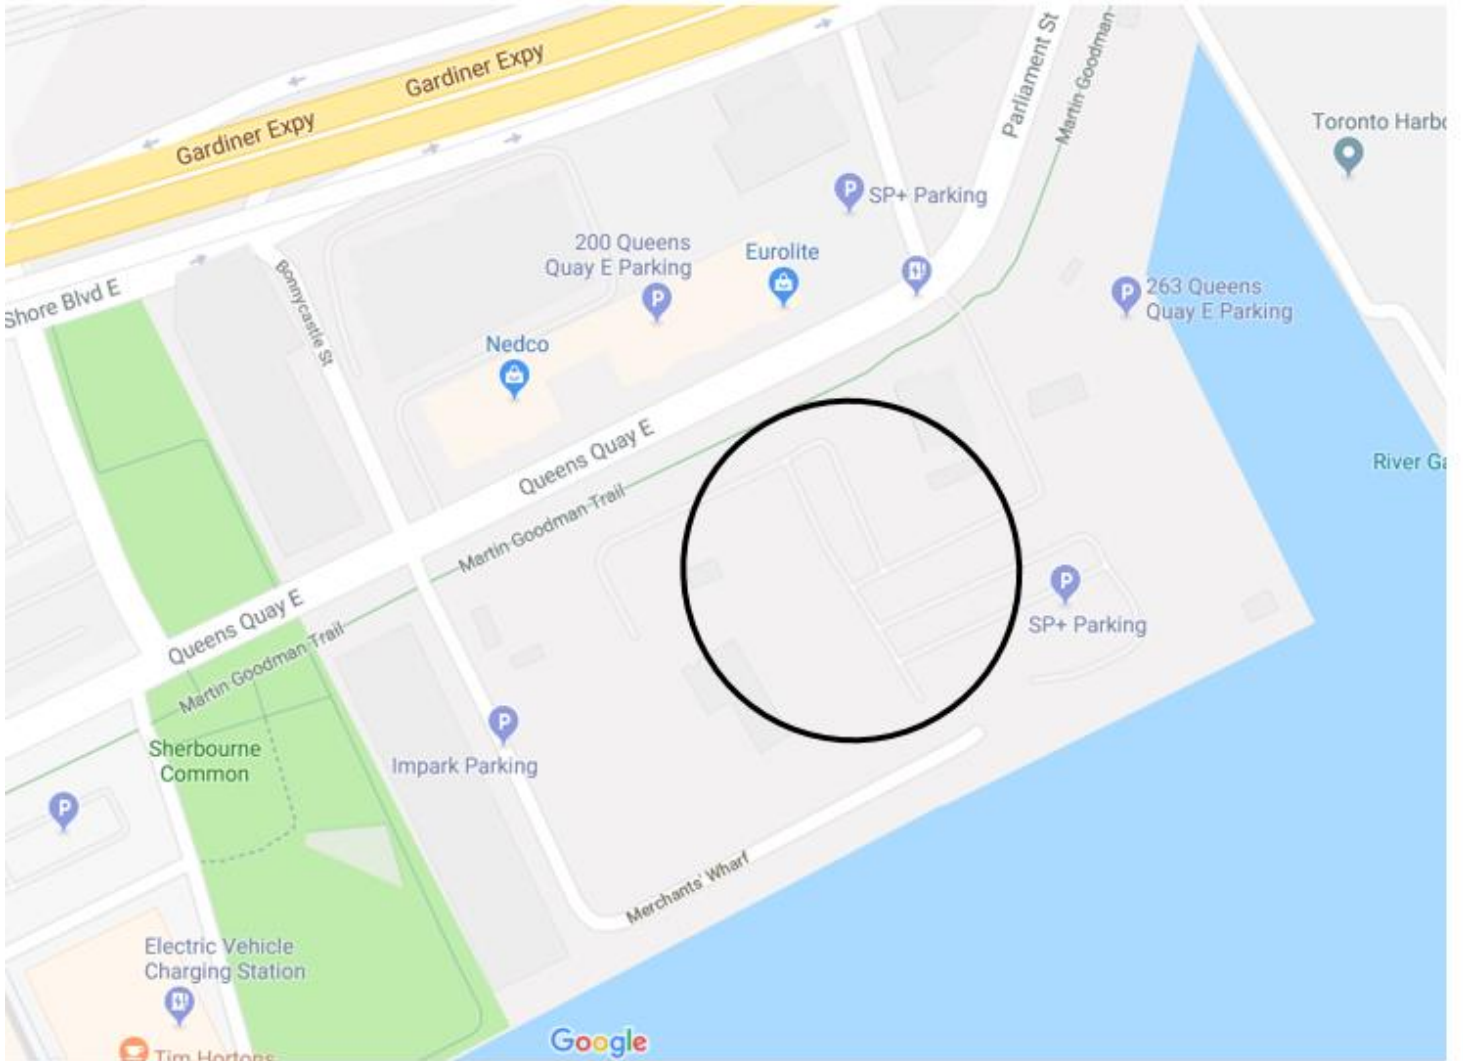 Gardiner Expy
Gardiner Expy
Parliament St
Martin Goodman
Toronto Harbo
SP+ Parking
200 Queens
Quay E Parking
Eurolite
263 Queens
Quay E Parking
Shore Blvd E
Bonnycastle St
Nedco
Queens Quay E
Martin Goodman Trail
River Ga
Queens Quay E
Martin Goodman Trail
SP+ Parking
Sherbourne
Common
Impark Parking
Merchants' Wharf
Electric Vehicle
Charging Station
Google
Tim Hortons
P
P
P
P
P
P